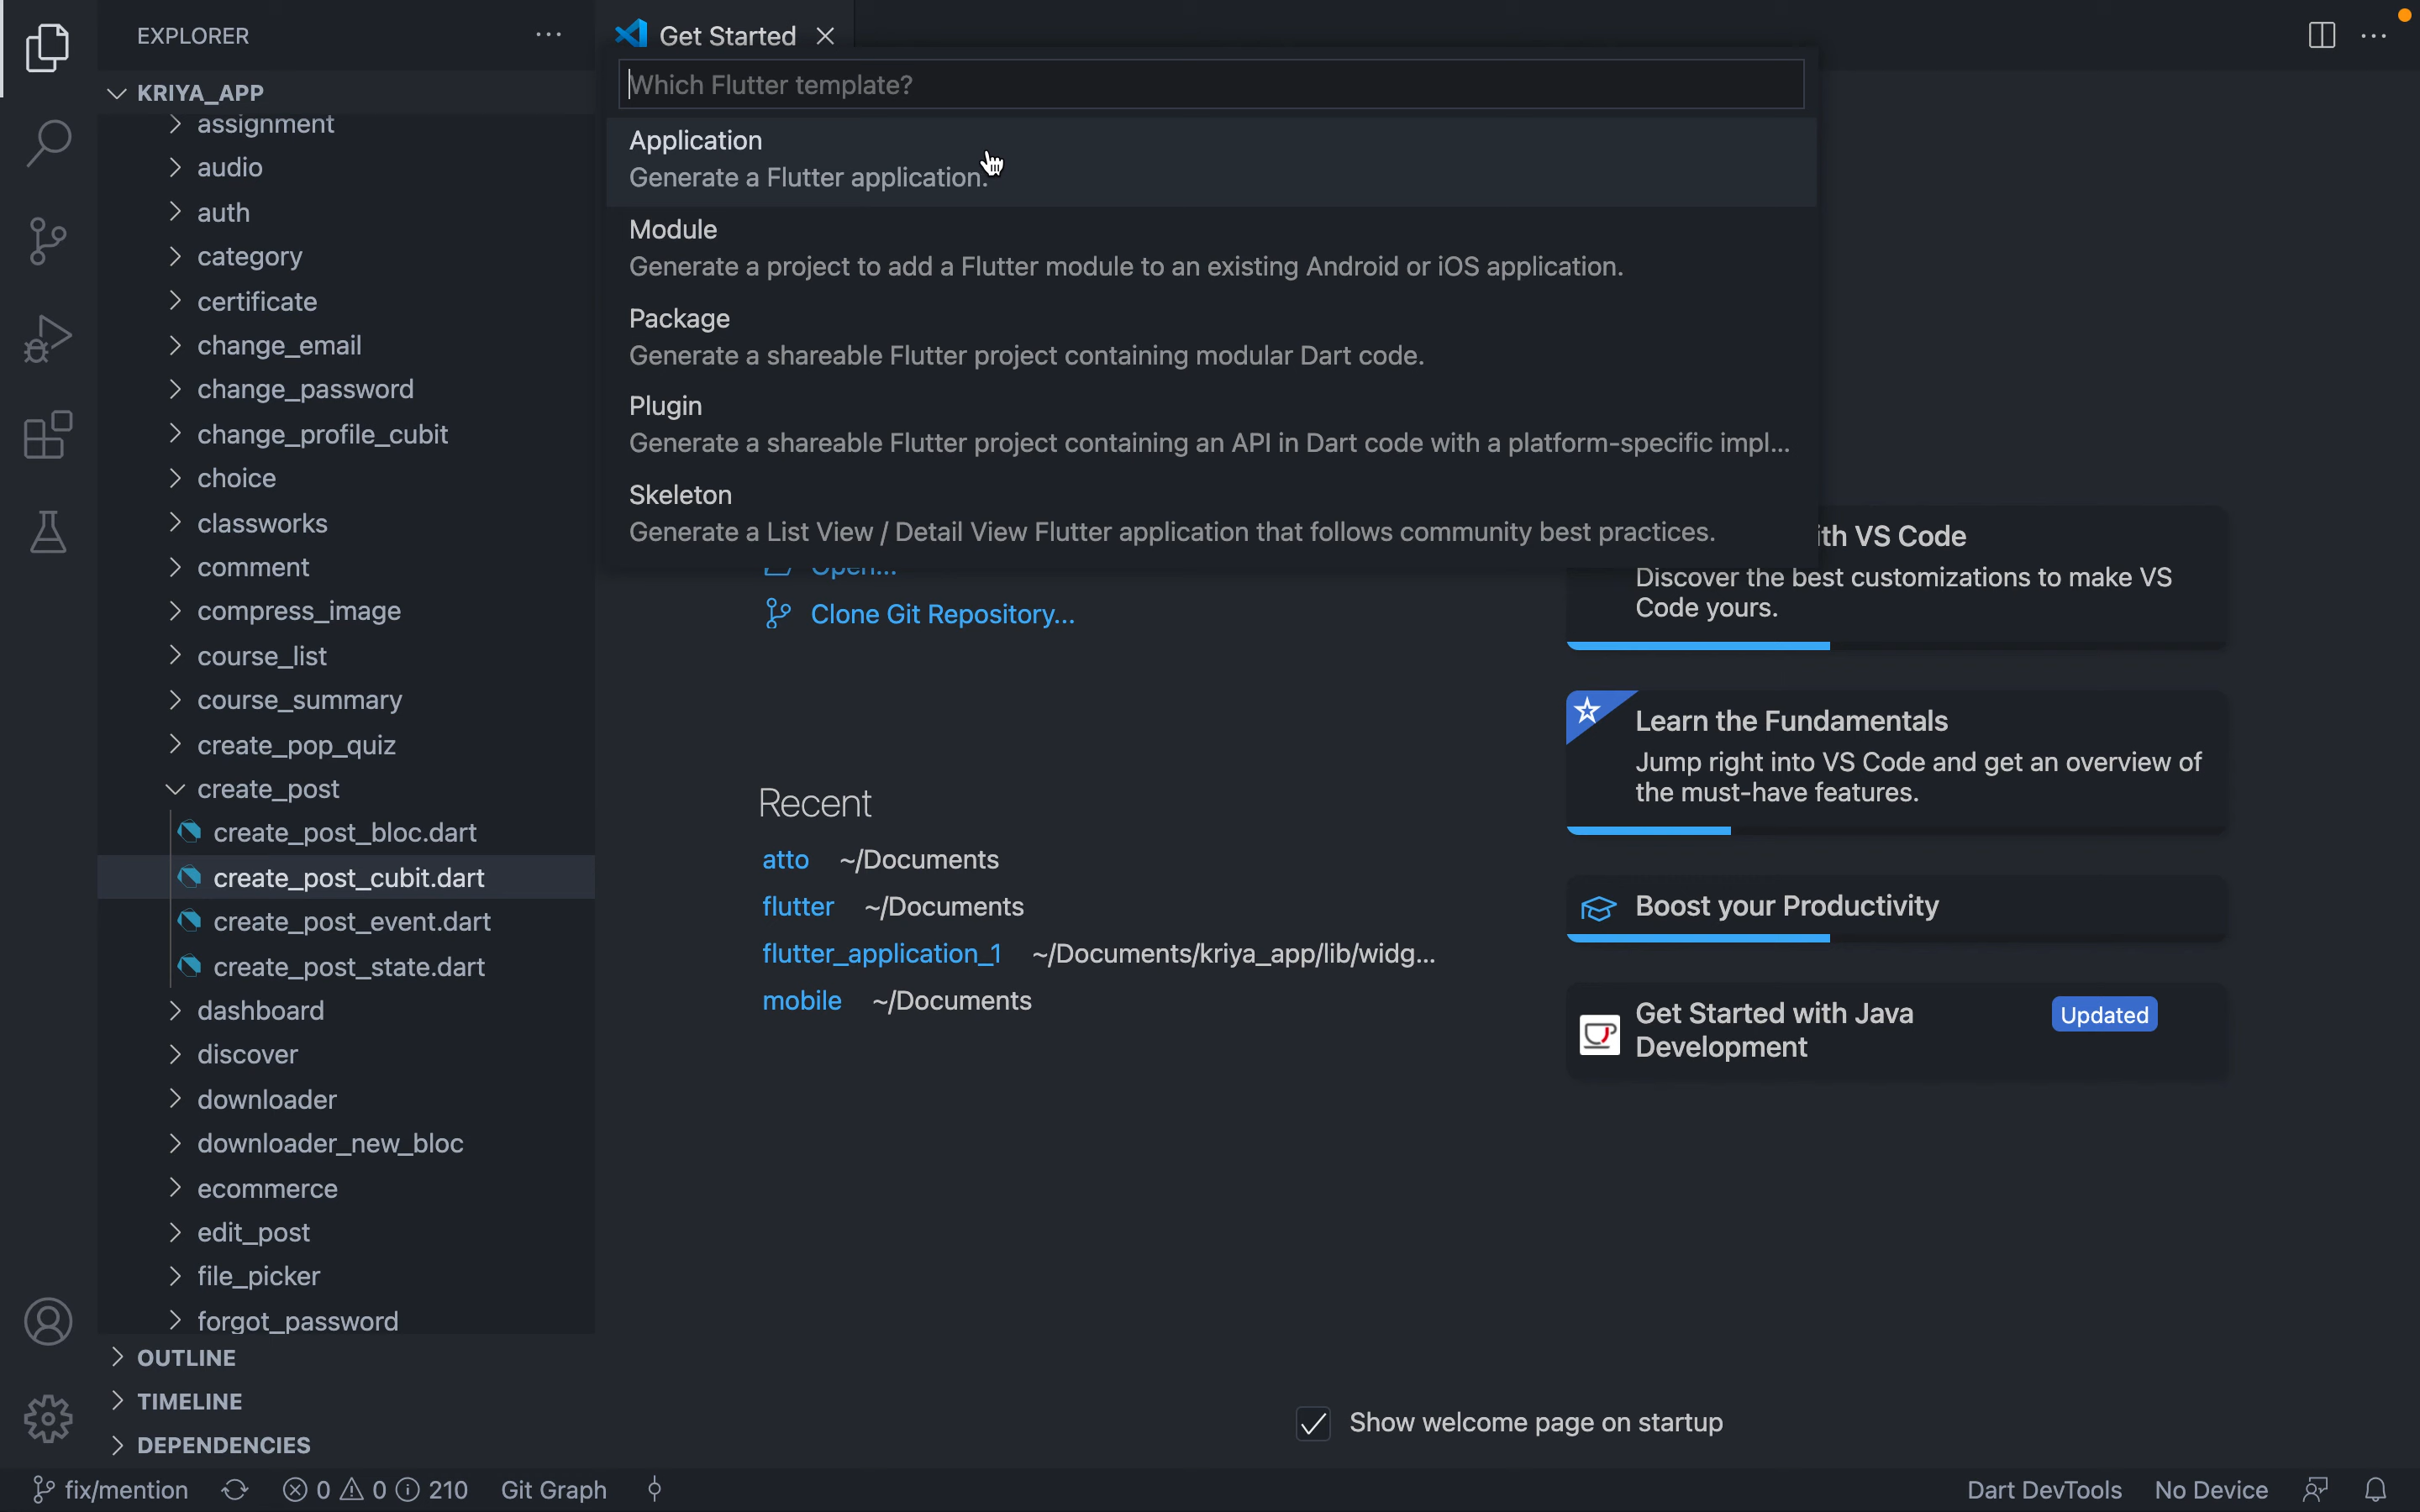 EXPLORER
KRIYA_APP
assignment
audio
auth
category
certificate
change_email
change_password
change_profile_cubit
choice
classworks
comment
compress_image
course_list
course_summary
create_pop_quiz
create_post
create_post_bloc.dart
create_post_cubit.dart
create_post_event.dart
create_post_state.dart
dashboard
discover
downloader
downloader_new_bloc
ecommerce
edit_post
file_picker
forgot_password
OUTLINE
TIMELINE
DEPENDENCIES
Get Started
Which Flutter template?
Application
Generate a Flutter application.
Module
Generate a project to add a Flutter module to an existing Android or iOS application.
Package
Generate a shareable Flutter project containing modular Dart code.
Plugin
Generate a shareable Flutter project containing an API in Dart code with a platform-specific impl...
Skeleton
Generate a List View / Detail View Flutter application that follows community best practices.
Open...
Clone Git Repository...
Recent
atto ~/Documents
flutter ~/Documents
flutter_application_1 ~/Documents/kriya_app/lib/widg...
mobile ~/Documents
ith VS Code
Discover the best customizations to make VS
Code yours.
Learn the Fundamentals
Jump right into VS Code and get an overview of
the must-have features.
Boost your Productivity
Get Started with Java
Development
Updated
Show welcome page on startup
fix/mention 0 0 210 Git Graph Dart DevTools No Device